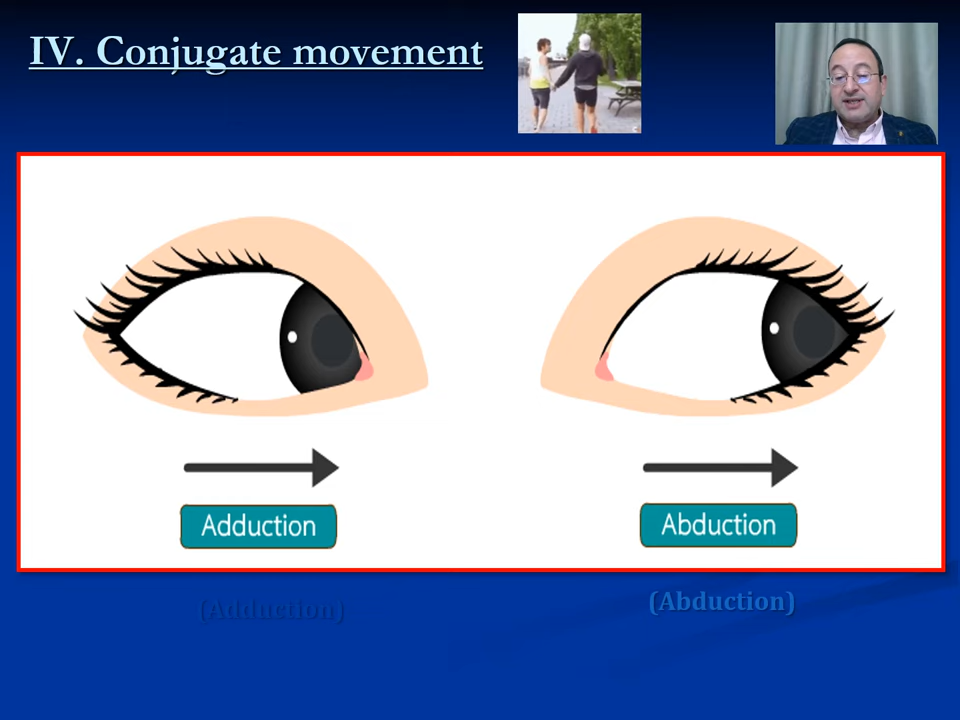 IV. Conjugate movement
Adduction
Abduction
(Adduction)
(Abduction)